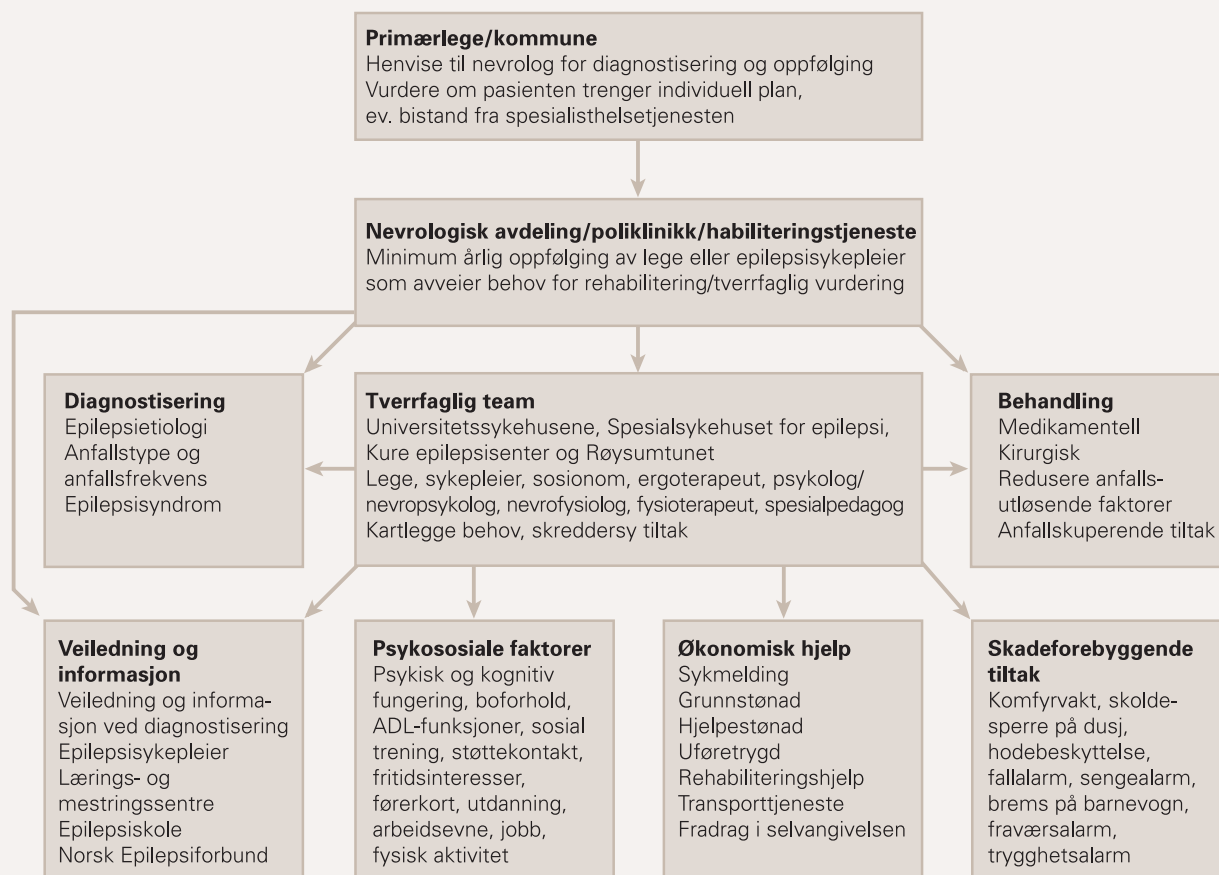 Primærlege/kommune
Henvise til nevrolog for diagnostisering og oppfølging
Vurdere om pasienten trenger individuell plan,
ev. bistand fra spesialisthelsetjenesten
Nevrologisk avdeling/poliklinikk/habiliteringstjeneste
Minimum årlig oppfølging av lege eller epilepsisykepleier
som avveier behov for rehabilitering/tverrfaglig vurdering
Diagnostisering
Epilepsietiologi
Anfallstype og
anfallsfrekvens
Epilepsisyndrom
Tverrfaglig team
Universitetssykehusene, Spesialsykehuset for epilepsi,
Kure epilepsisenter og Røysumtunet
Lege, sykepleier, sosionom, ergoterapeut, psykolog/
nevropsykolog, nevrofysiolog, fysioterapeut, spesialpedagog
Kartlegge behov, skreddersy tiltak
Behandling
Medikamentell
Kirurgisk
Redusere anfalls-
utløsende faktorer
Anfallskuperende tiltak
Veiledning og
informasjon
Veiledning og informa-
sjon ved diagnostisering
Epilepsisykepleier
Lærings- og
mestringssentre
Epilepsiskole
Norsk Epilepsiforbund
Psykososiale faktorer
Psykisk og kognitiv
fungering, boforhold,
ADL-funksjoner, sosial
trening, støttekontakt,
fritidsinteresser,
førerkort, utdanning,
arbeidsevne, jobb,
fysisk aktivitet
Økonomisk hjelp
Sykmelding
Grunnstønad
Hjelpestønad
Uføretrygd
Rehabiliteringshjelp
Transporttjeneste
Fradrag i selvangivelsen
Skadeforebyggende
tiltak
Komfyrvakt, skolde-
sperre på dusj,
hodebeskyttelse,
fallalarm, sengealarm,
brems på barnevogn,
fraværsalarm,
trygghetsalarm